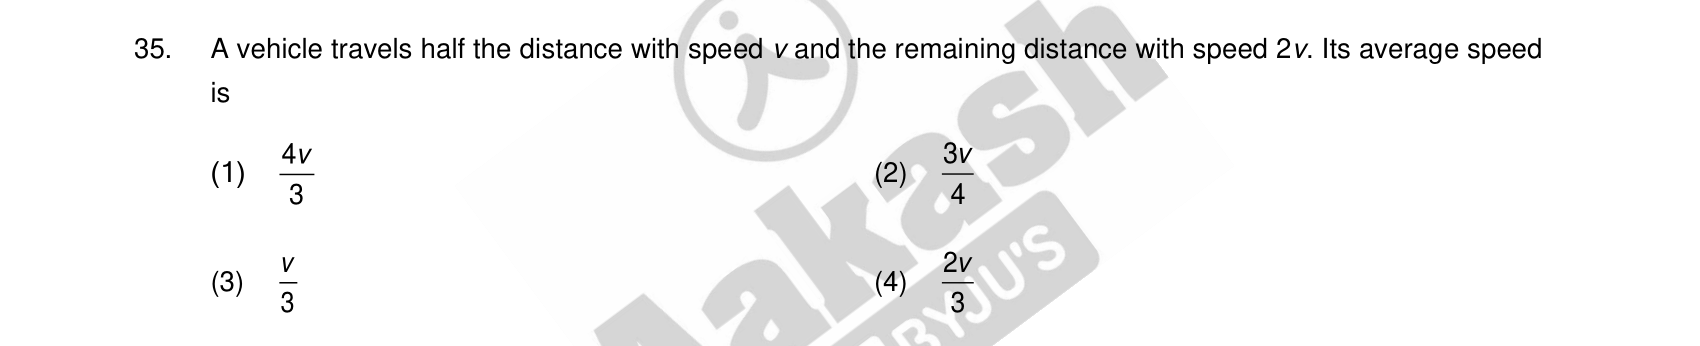 35. A vehicle travels half the distance with speed v and the remaining distance with speed 2v. Its average speed
is
(1) 4v/3 (2) 3v/4
(3) v/3 (4) 2v/3
Aakash
BYJU'S